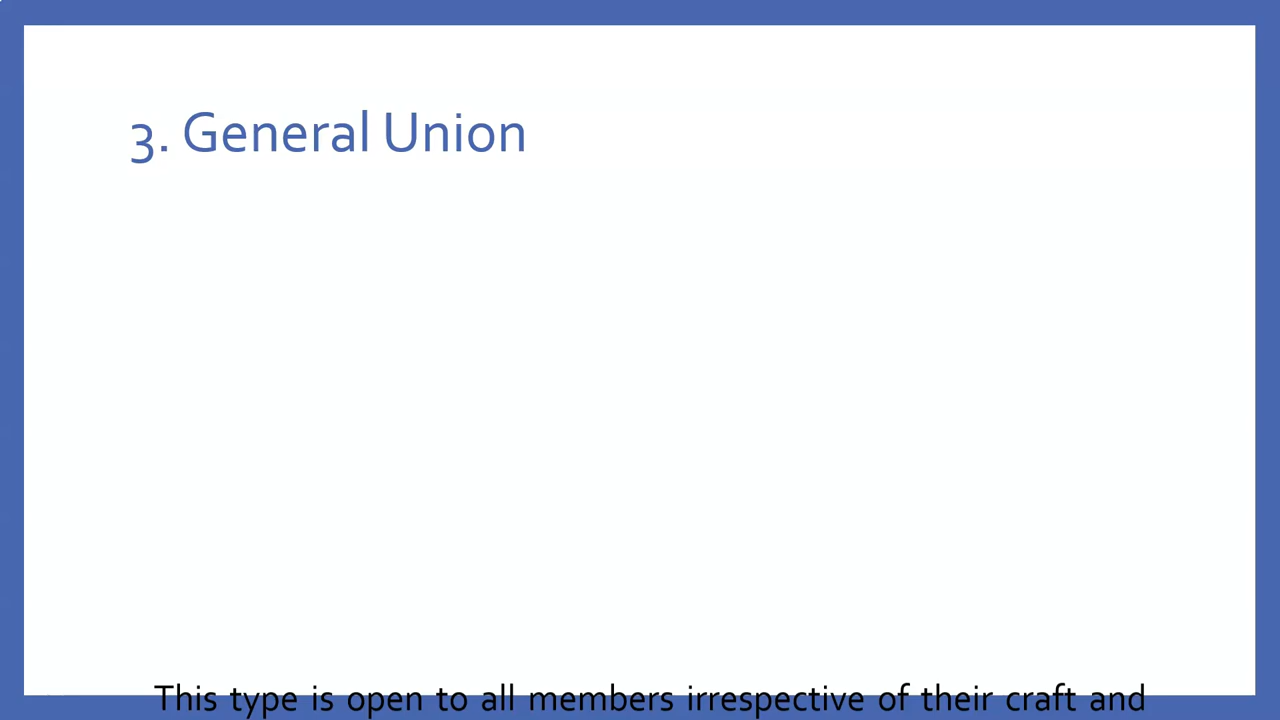 3. General Union
This type is open to all members irrespective of their craft and